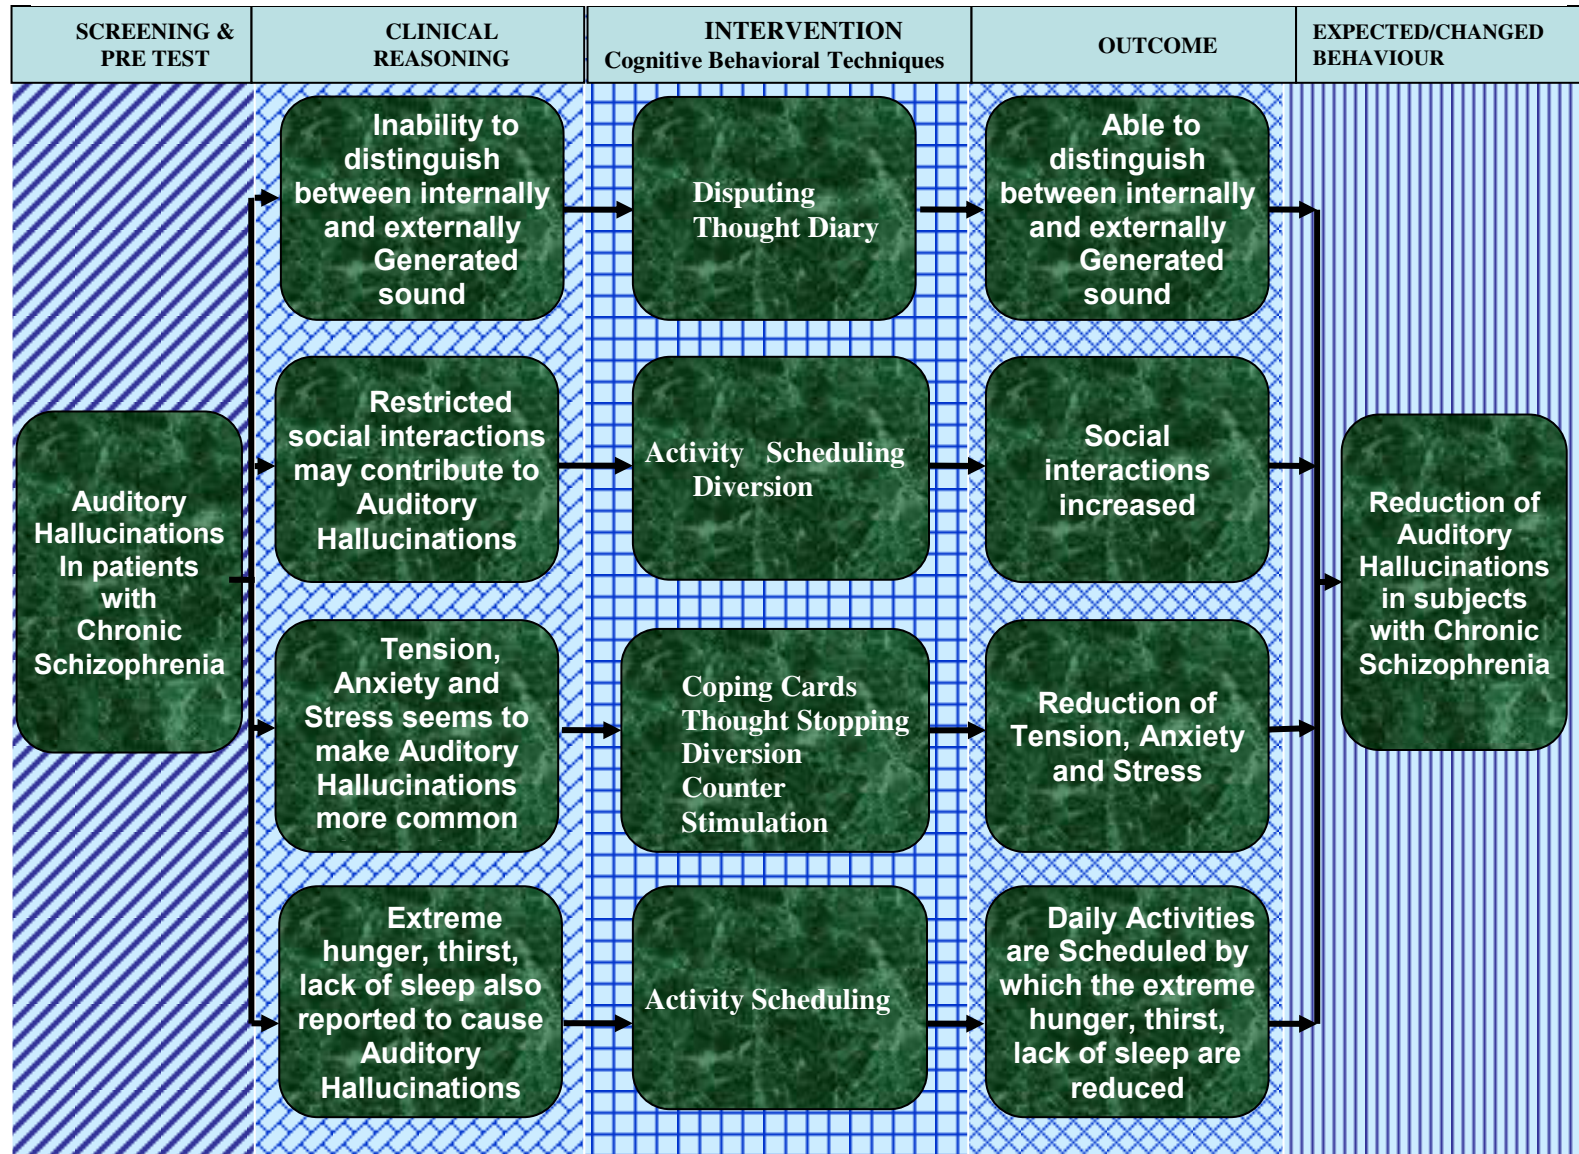 SCREENING &
PRE TEST
CLINICAL
REASONING
INTERVENTION
Cognitive Behavioral Techniques
OUTCOME
EXPECTED/CHANGED
BEHAVIOUR
Auditory
Hallucinations
In patients
with
Chronic
Schizophrenia
Inability to
distinguish
between internally
and externally
Generated
sound
Disputing
Thought Diary
Able to
distinguish
between internally
and externally
Generated
sound
Restricted
social interactions
may contribute to
Auditory
Hallucinations
Activity Scheduling
Diversion
Social
interactions
increased
Tension,
Anxiety and
Stress seems to
make Auditory
Hallucinations
more common
Coping Cards
Thought Stopping
Diversion
Counter
Stimulation
Reduction of
Tension, Anxiety
and Stress
Extreme
hunger, thirst,
lack of sleep also
reported to cause
Auditory
Hallucinations
Activity Scheduling
Daily Activities
are Scheduled by
which the extreme
hunger, thirst,
lack of sleep are
reduced
Reduction of
Auditory
Hallucinations
in subjects
with Chronic
Schizophrenia